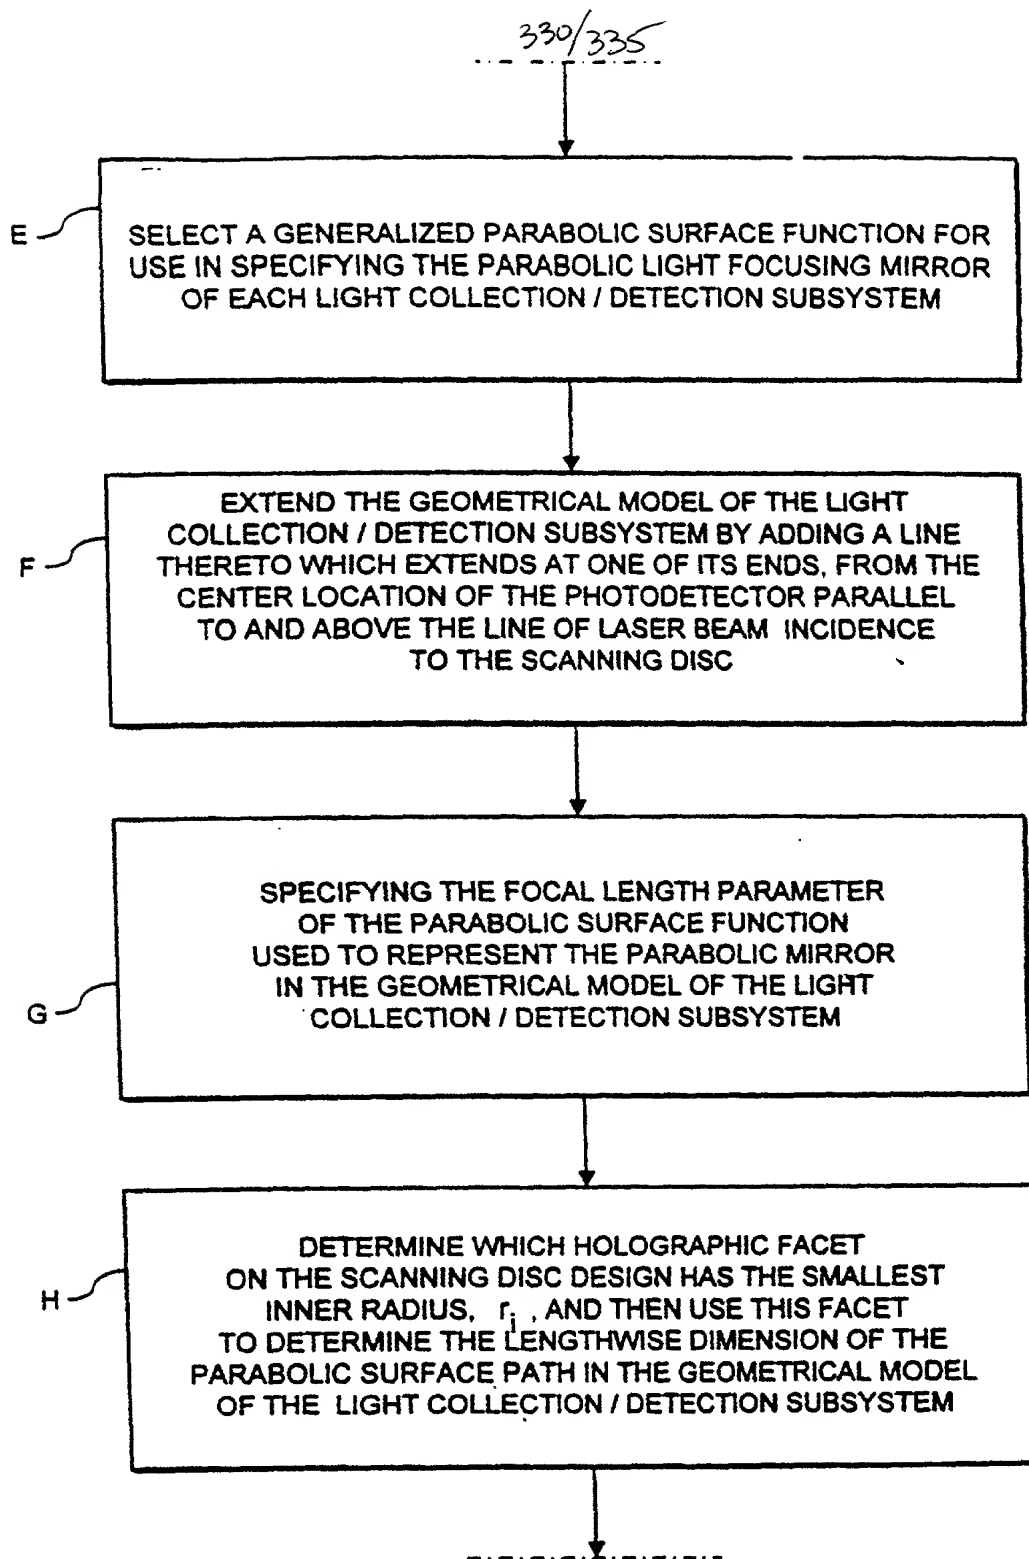 330/335
E
SELECT A GENERALIZED PARABOLIC SURFACE FUNCTION FOR
USE IN SPECIFYING THE PARABOLIC LIGHT FOCUSING MIRROR
OF EACH LIGHT COLLECTION / DETECTION SUBSYSTEM
F
EXTEND THE GEOMETRICAL MODEL OF THE LIGHT
COLLECTION / DETECTION SUBSYSTEM BY ADDING A LINE
THERETO WHICH EXTENDS AT ONE OF ITS ENDS, FROM THE
CENTER LOCATION OF THE PHOTODETECTOR PARALLEL
TO AND ABOVE THE LINE OF LASER BEAM INCIDENCE
TO THE SCANNING DISC
G
SPECIFYING THE FOCAL LENGTH PARAMETER
OF THE PARABOLIC SURFACE FUNCTION
USED TO REPRESENT THE PARABOLIC MIRROR
IN THE GEOMETRICAL MODEL OF THE LIGHT
COLLECTION / DETECTION SUBSYSTEM
H
DETERMINE WHICH HOLOGRAPHIC FACET
ON THE SCANNING DISC DESIGN HAS THE SMALLEST
INNER RADIUS, ri , AND THEN USE THIS FACET
TO DETERMINE THE LENGTHWISE DIMENSION OF THE
PARABOLIC SURFACE PATH IN THE GEOMETRICAL MODEL
OF THE LIGHT COLLECTION / DETECTION SUBSYSTEM